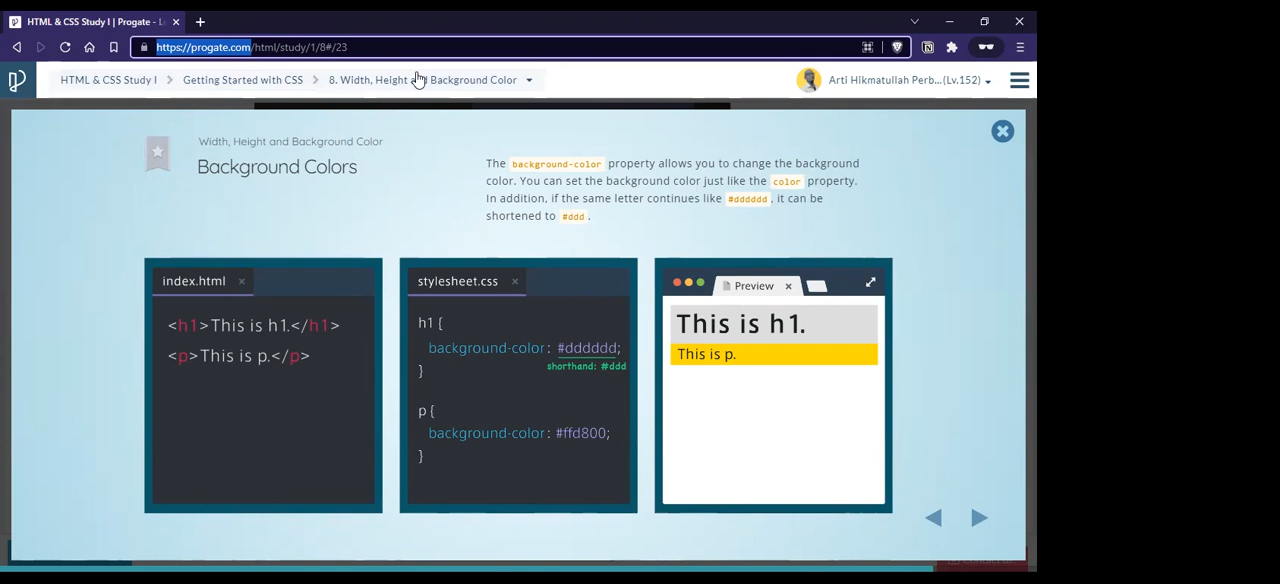 HTML & CSS Study I | Progate - Le
https://progate.com/html/study/1/8#/23
HTML & CSS Study I
Getting Started with CSS
8. Width, Height and Background Color
Arti Hikmatullah Perb...(Lv.152)
Width, Height and Background Color
Background Colors
The background-color property allows you to change the background
color. You can set the background color just like the color property.
In addition, if the same letter continues like #dddddd, it can be
shortened to #ddd.
index.html ×
<h1>This is h1.</h1>
<p>This is p.</p>
stylesheet.css ×
h1 {
background-color: #dddddd;
shorthand: #ddd
}
p {
background-color: #ffd800;
}
Preview ×
This is h1.
This is p.